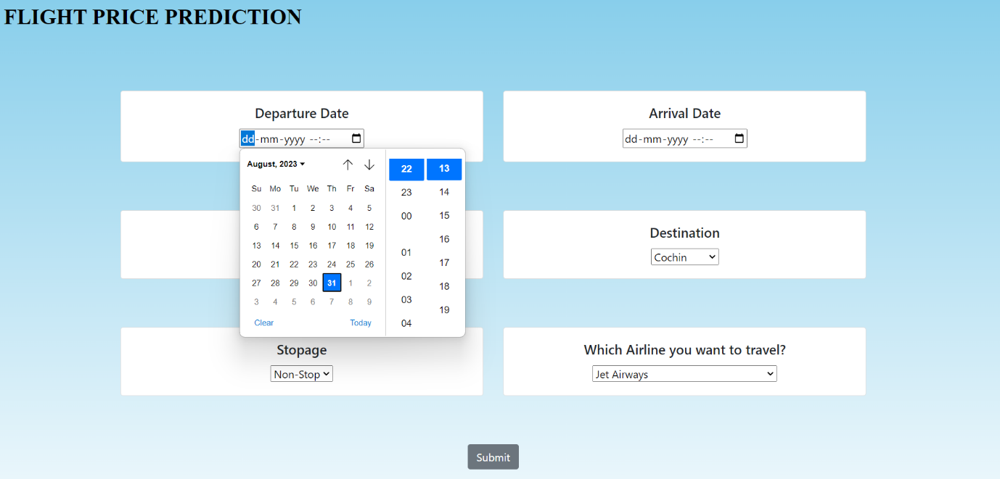 FLIGHT PRICE PREDICTION
Departure Date
dd-mm-yyyy --:--
Arrival Date
dd-mm-yyyy --:--
August, 2023
Su Mo Tu We Th Fr Sa
30 31 1 2 3 4 5
6 7 8 9 10 11 12
13 14 15 16 17 18 19
20 21 22 23 24 25 26
27 28 29 30 31 1 2
3 4 5 6 7 8 9
Clear Today
22 13
23 14
00 15
16
01 17
02 18
03 19
04
Destination
Cochin
Stopage
Non-Stop
Which Airline you want to travel?
Jet Airways
Submit